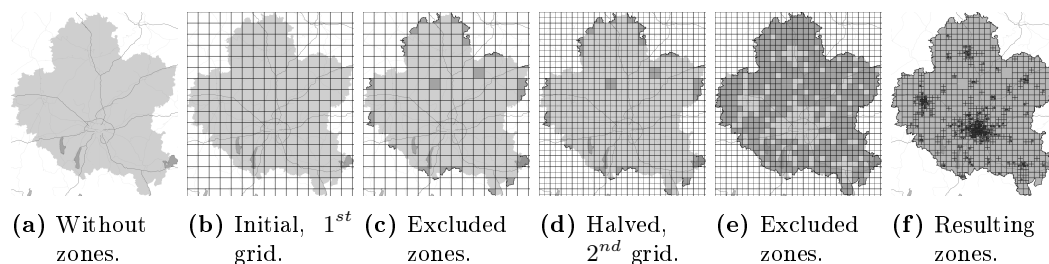 (a) Without zones.
(b) Initial, 1st grid.
(c) Excluded zones.
(d) Halved, 2nd grid.
(e) Excluded zones.
(f) Resulting zones.